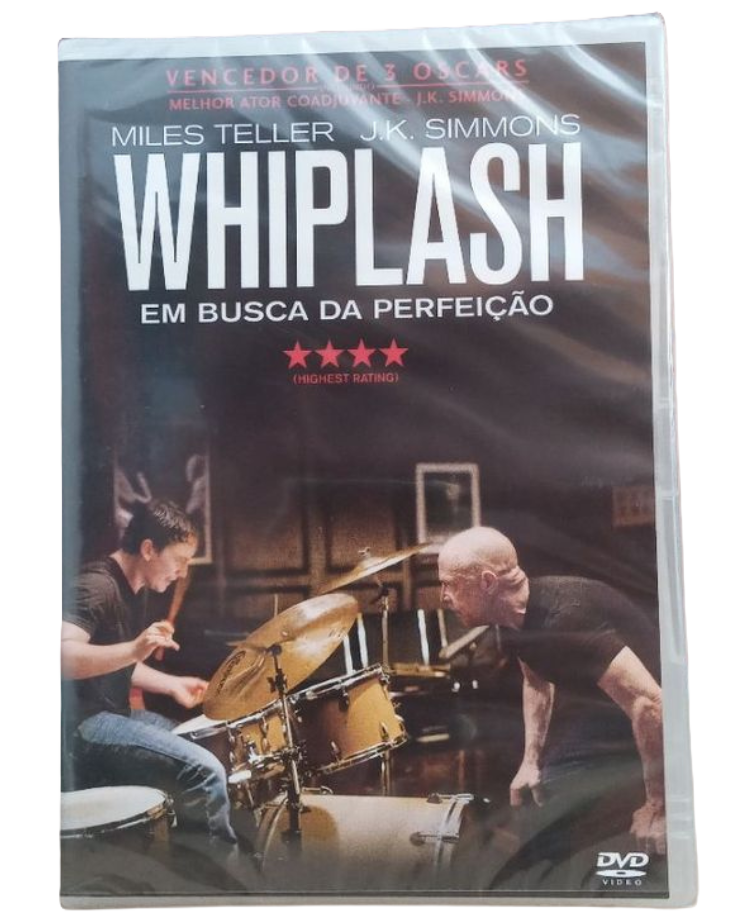 VENCEDOR DE 3 OSCARS
MELHOR ATOR COADJUVANTE J.K. SIMMONS
MILES TELLER J.K. SIMMONS
WHIPLASH
EM BUSCA DA PERFEIÇÃO
(HIGHEST RATING)
DVD
VIDEO